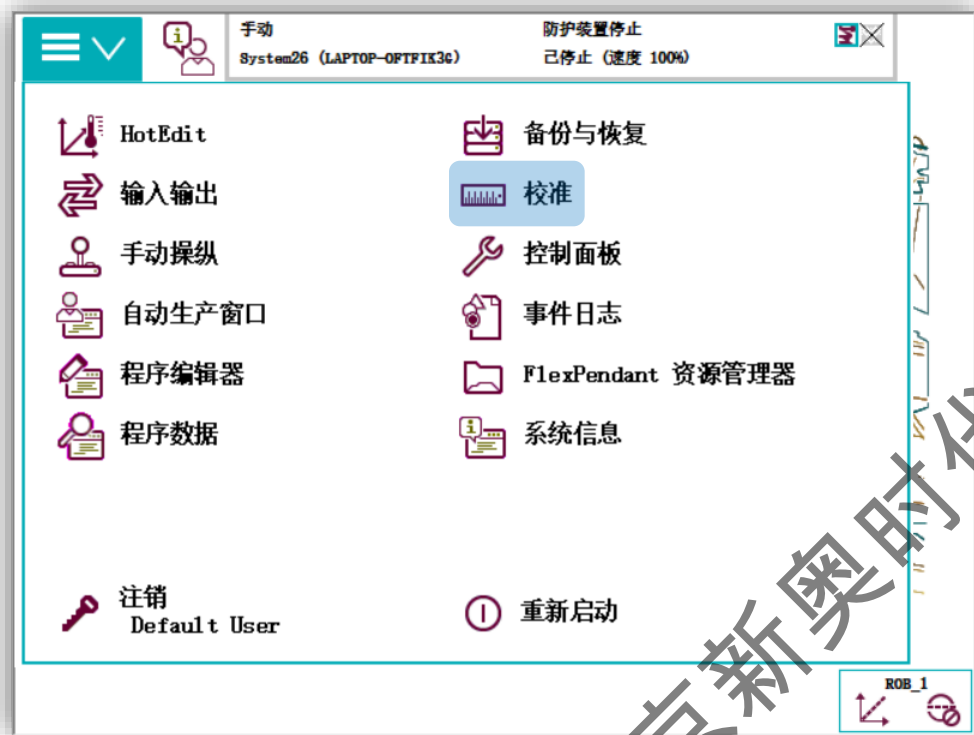 手动
System26 (LAPTOP-OFTFIK3G)
防护装置停止
己停止 (速度 100%)
HotEdit
备份与恢复
输入输出
校准
手动操纵
控制面板
自动生产窗口
事件日志
程序编辑器
FlexPendant 资源管理器
程序数据
系统信息
注销
Default User
重新启动
ROB_1
京新奥时代